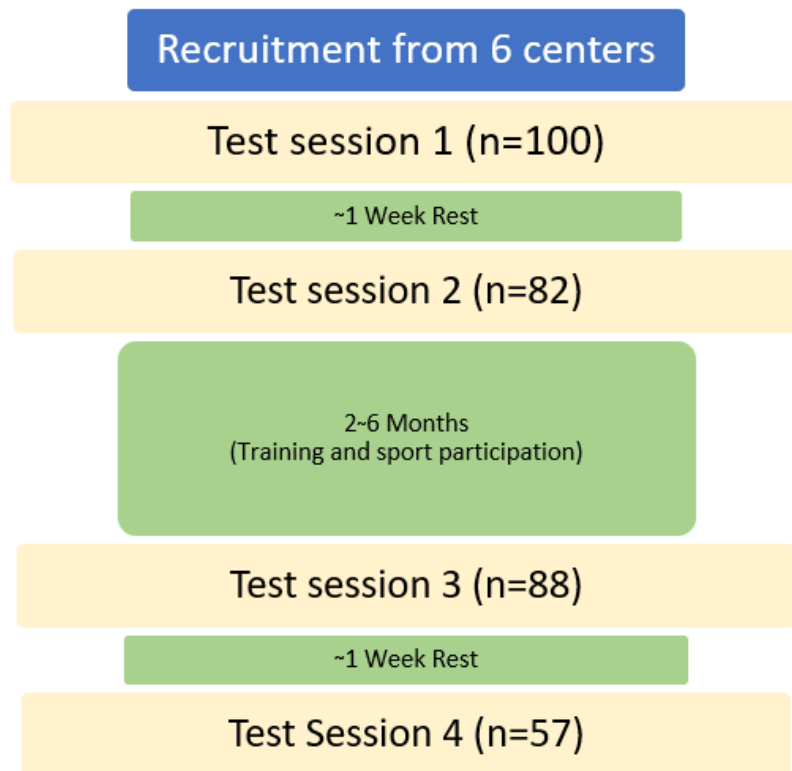 Recruitment from 6 centers
Test session 1 (n=100)
~1 Week Rest
Test session 2 (n=82)
2~6 Months
(Training and sport participation)
Test session 3 (n=88)
~1 Week Rest
Test Session 4 (n=57)